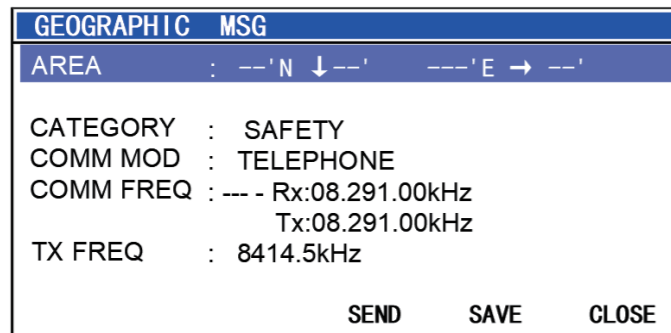 GEOGRAPHIC MSG
AREA : --'N ↓--' ---'E → --'
CATEGORY : SAFETY
COMM MOD : TELEPHONE
COMM FREQ : --- - Rx:08.291.00kHz
Tx:08.291.00kHz
TX FREQ : 8414.5kHz
SEND SAVE CLOSE